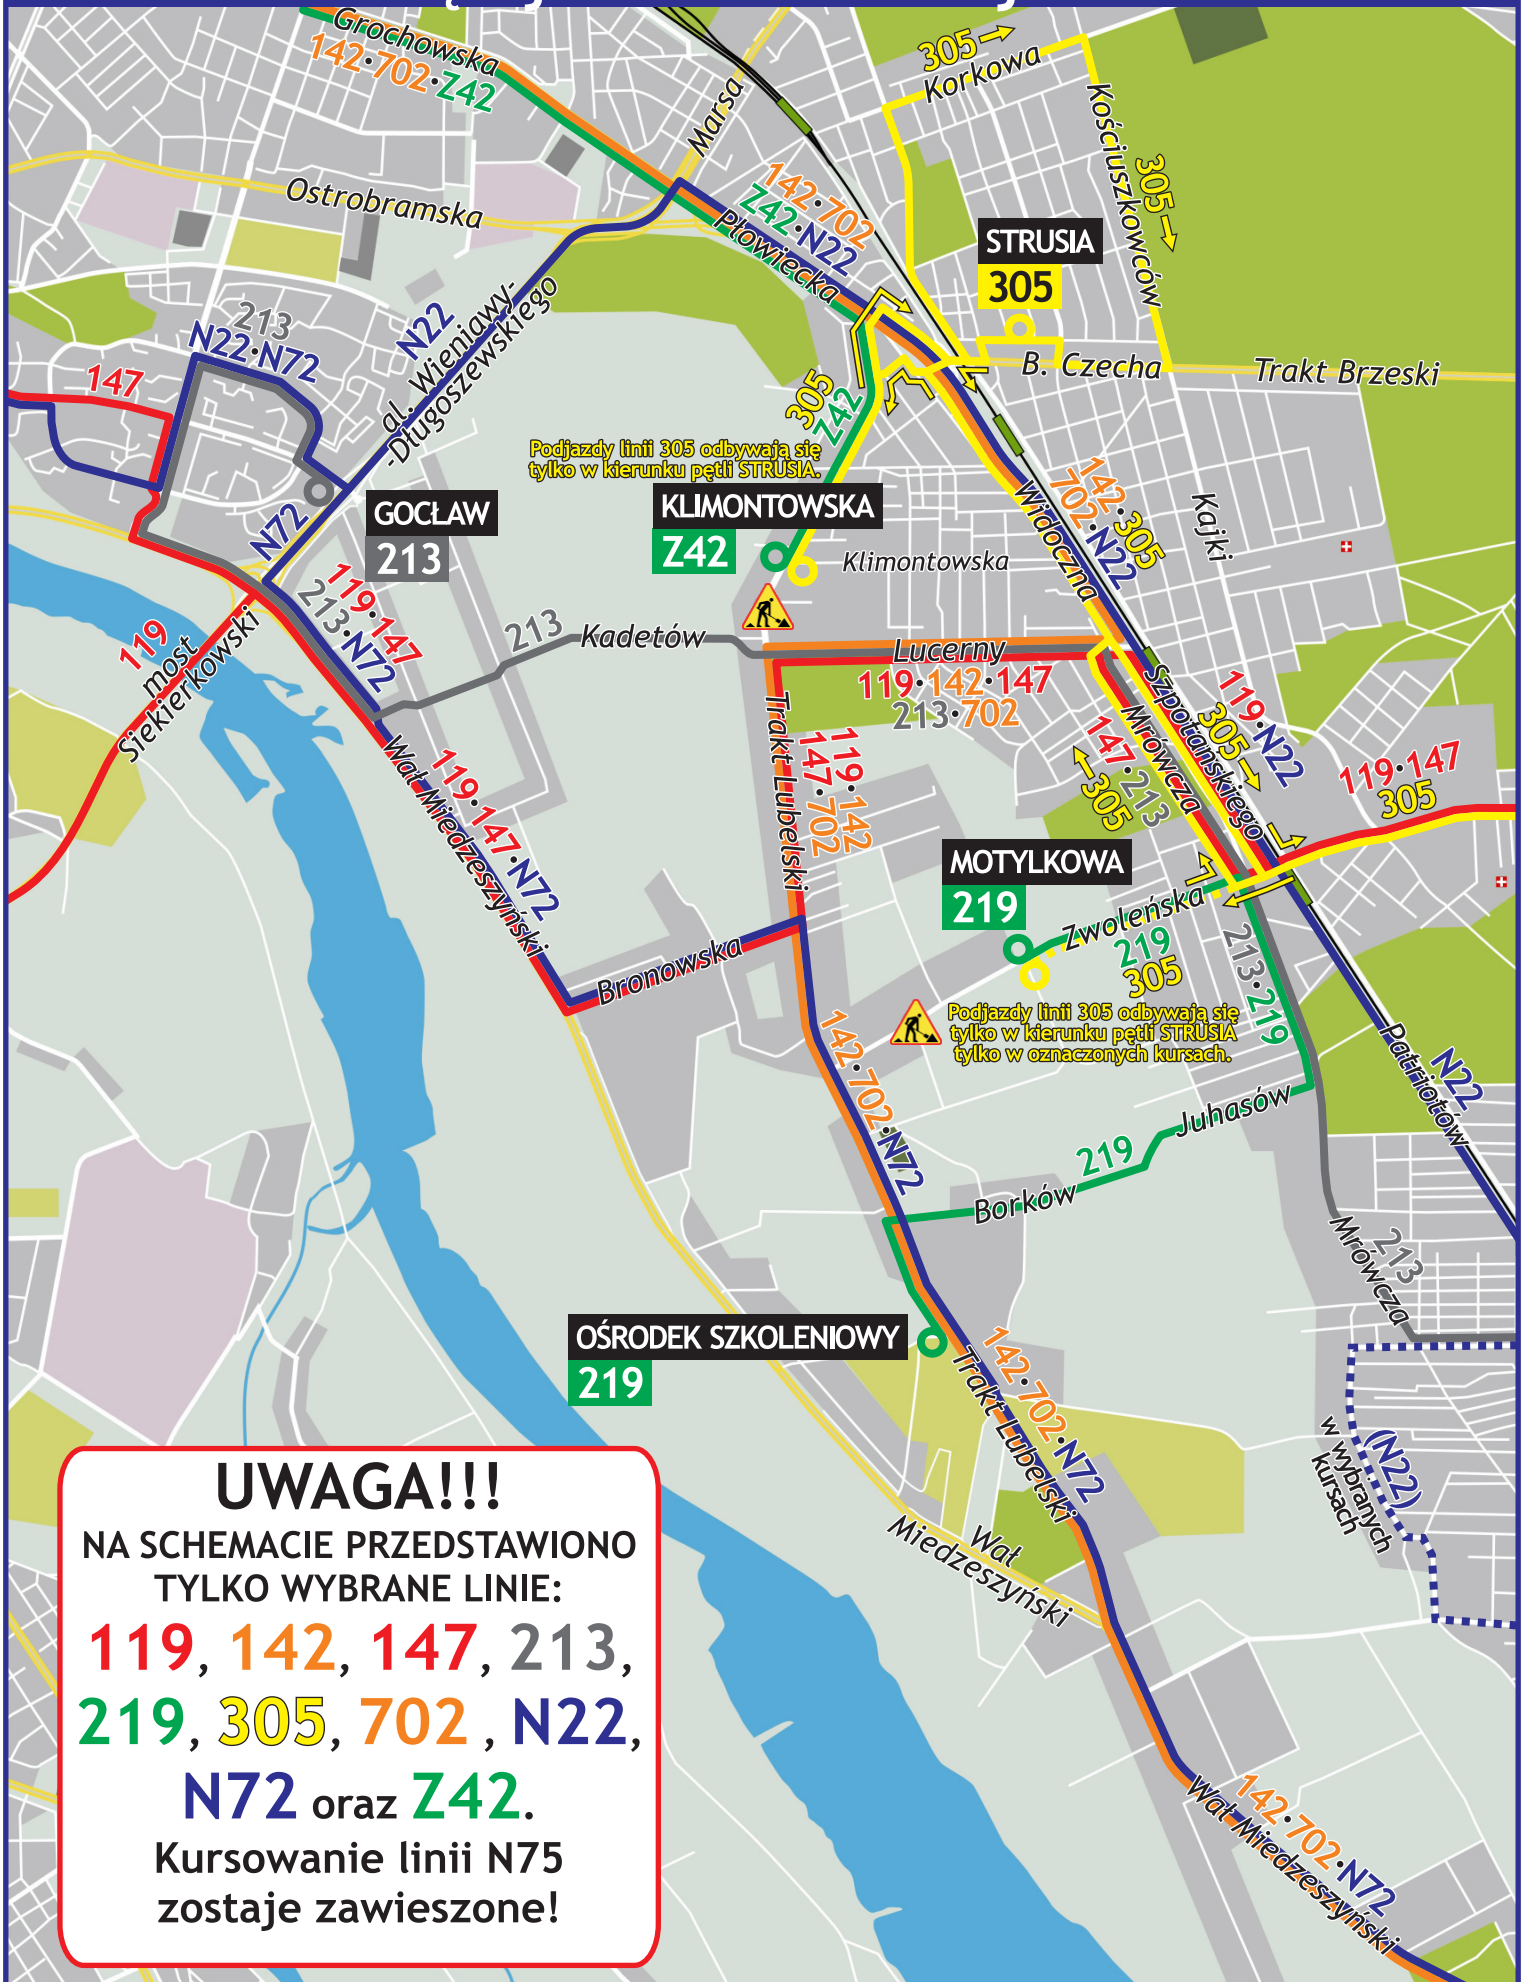 Grochowska
142·702·Z42
Marsa
Ostrobramska
305
Korkowa
Kościuszkowców
305
142·702
Z42·N22
Płowiecka
STRUSIA
305
B. Czecha
Trakt Brzeski
213
N22·N72
147
N22
al. Wieniawy-
-Długoszewskiego
305
Z42
Podjazdy linii 305 odbywają się
tylko w kierunku pętli STRUSIA.
GOCŁAW
213
KLIMONTOWSKA
Z42
Klimontowska
Widoczna
142·305
702·N22
Kajki
N72
119·147
213·N72
119
most
Siekierkowski
213
Kadetów
Lucerny
119·142·147
213·702
Trakt Lubelski
119·142
147·702
Szpotańskiego
119·N22
305
Mrówcza
147·213
305
119·147
305
Wał Miedzeszyński
119·147·N72
MOTYLKOWA
219
Zwoleńska
219
305
Bronowska
Podjazdy linii 305 odbywają się
tylko w kierunku pętli STRUSIA
tylko w oznaczonych kursach.
213·219
Patriotów
N22
142·702·N72
Juhasów
219
Borków
Mrówcza
213
OŚRODEK SZKOLENIOWY
219
Trakt Lubelski
142·702·N72
(N22)
w wybranych
kursach
Wał
Miedzeszyński
UWAGA!!!
NA SCHEMACIE PRZEDSTAWIONO
TYLKO WYBRANE LINIE:
119, 142, 147, 213,
219, 305, 702 , N22,
N72 oraz Z42.
Kursowanie linii N75
zostaje zawieszone!
142·702·N72
Wał Miedzeszyński